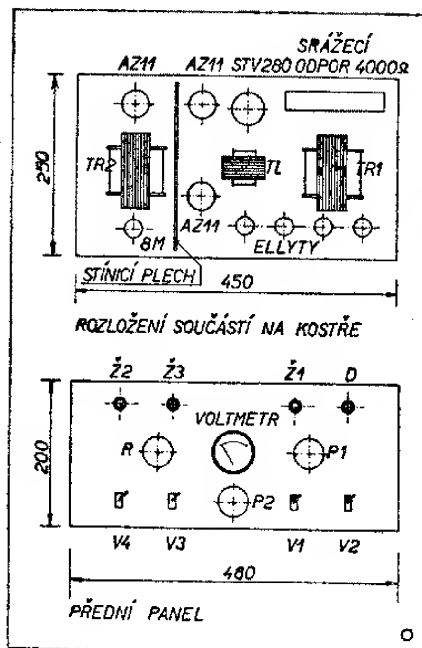 SRÁŽECÍ
AZ11 AZ11 STV280 ODPOR 4000Ω
250
TR2
TL
TR1
AZ11
8M
ELLYTY
STÍNICÍ PLECH
450
ROZLOŽENÍ SOUČÁSTÍ NA KOSTŘE
Ž2 Ž3 Ž1 D
VOLTMETR
200
R
P1
P2
V4 V3 V1 V2
460
PŘEDNÍ PANEL